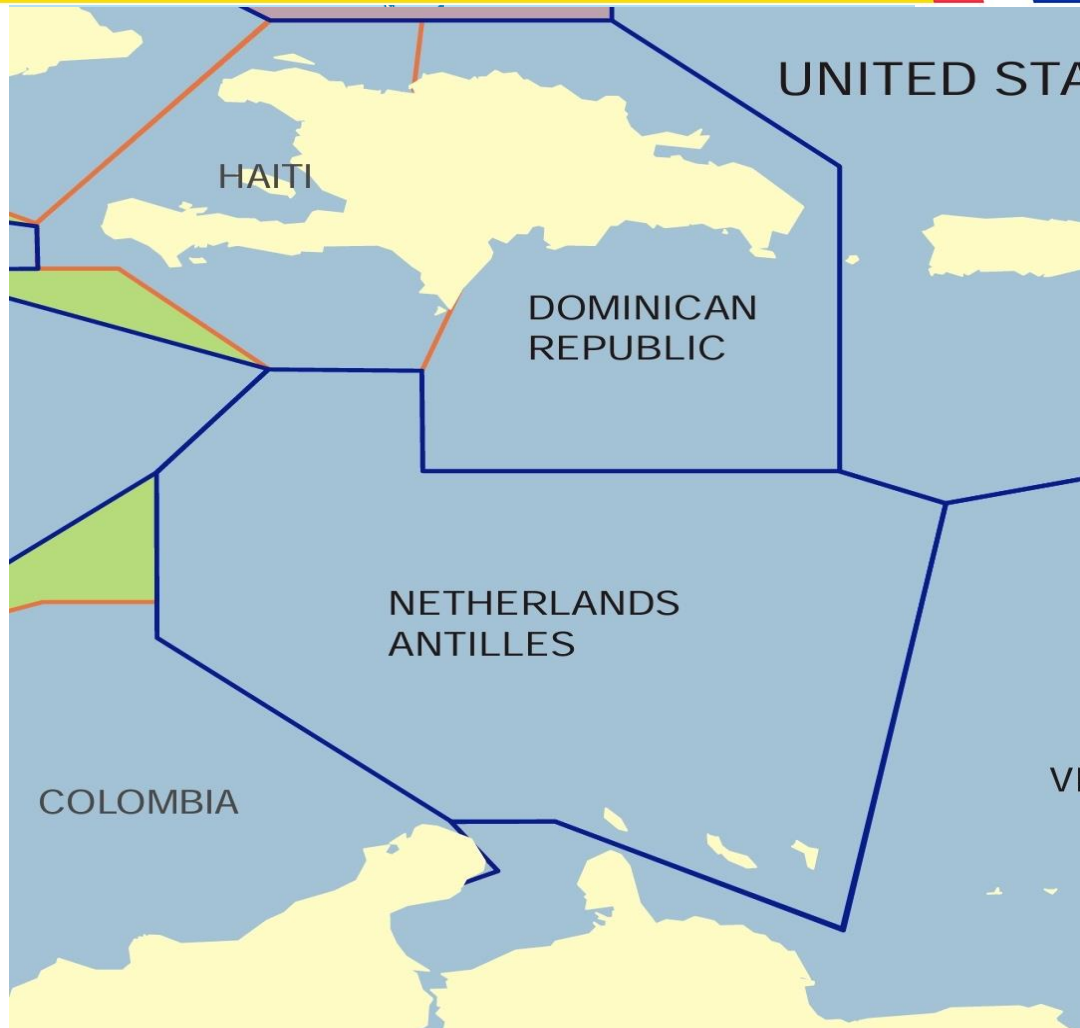 UNITED STA
HAITI
DOMINICAN
REPUBLIC
NETHERLANDS
ANTILLES
COLOMBIA